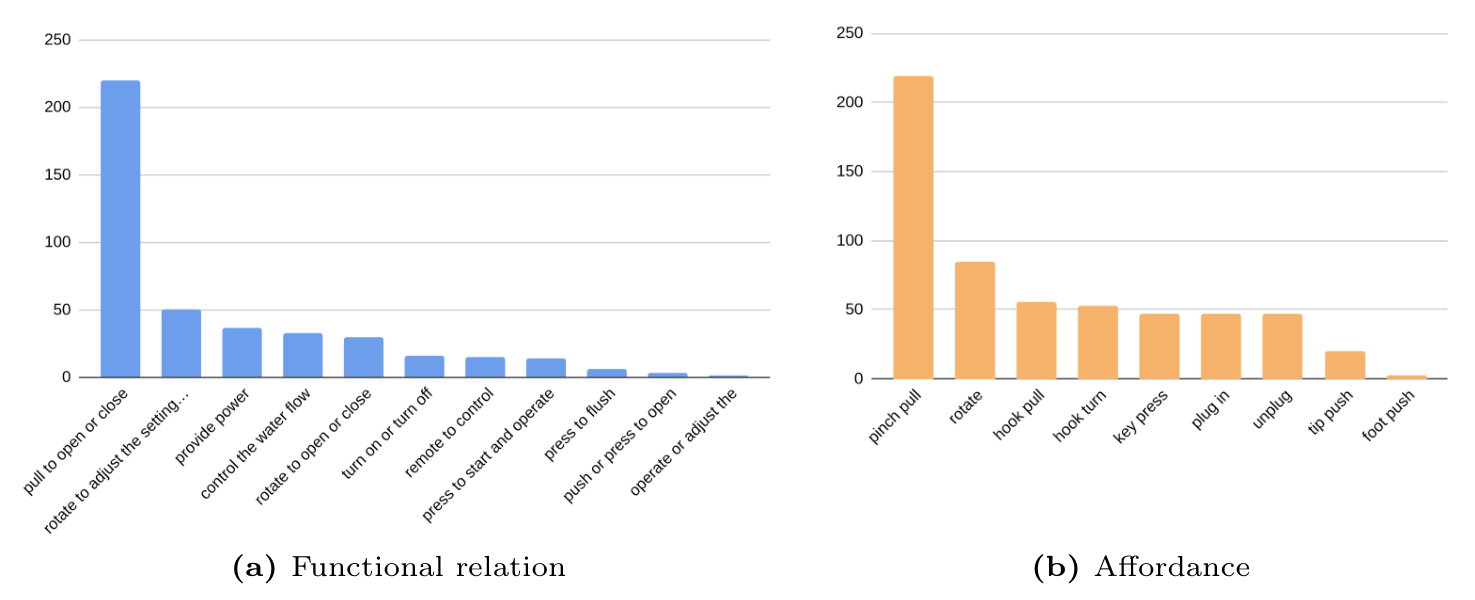 250
200
150
100
50
0
pull to open or close
rotate to adjust the setting...
provide power
control the water flow
rotate to open or close
turn on or turn off
remote to control
press to start and operate
press to flush
push or press to open
operate or adjust the
(a) Functional relation
250
200
150
100
50
0
pinch pull
rotate
hook pull
hook turn
key press
plug in
unplug
tip push
foot push
(b) Affordance